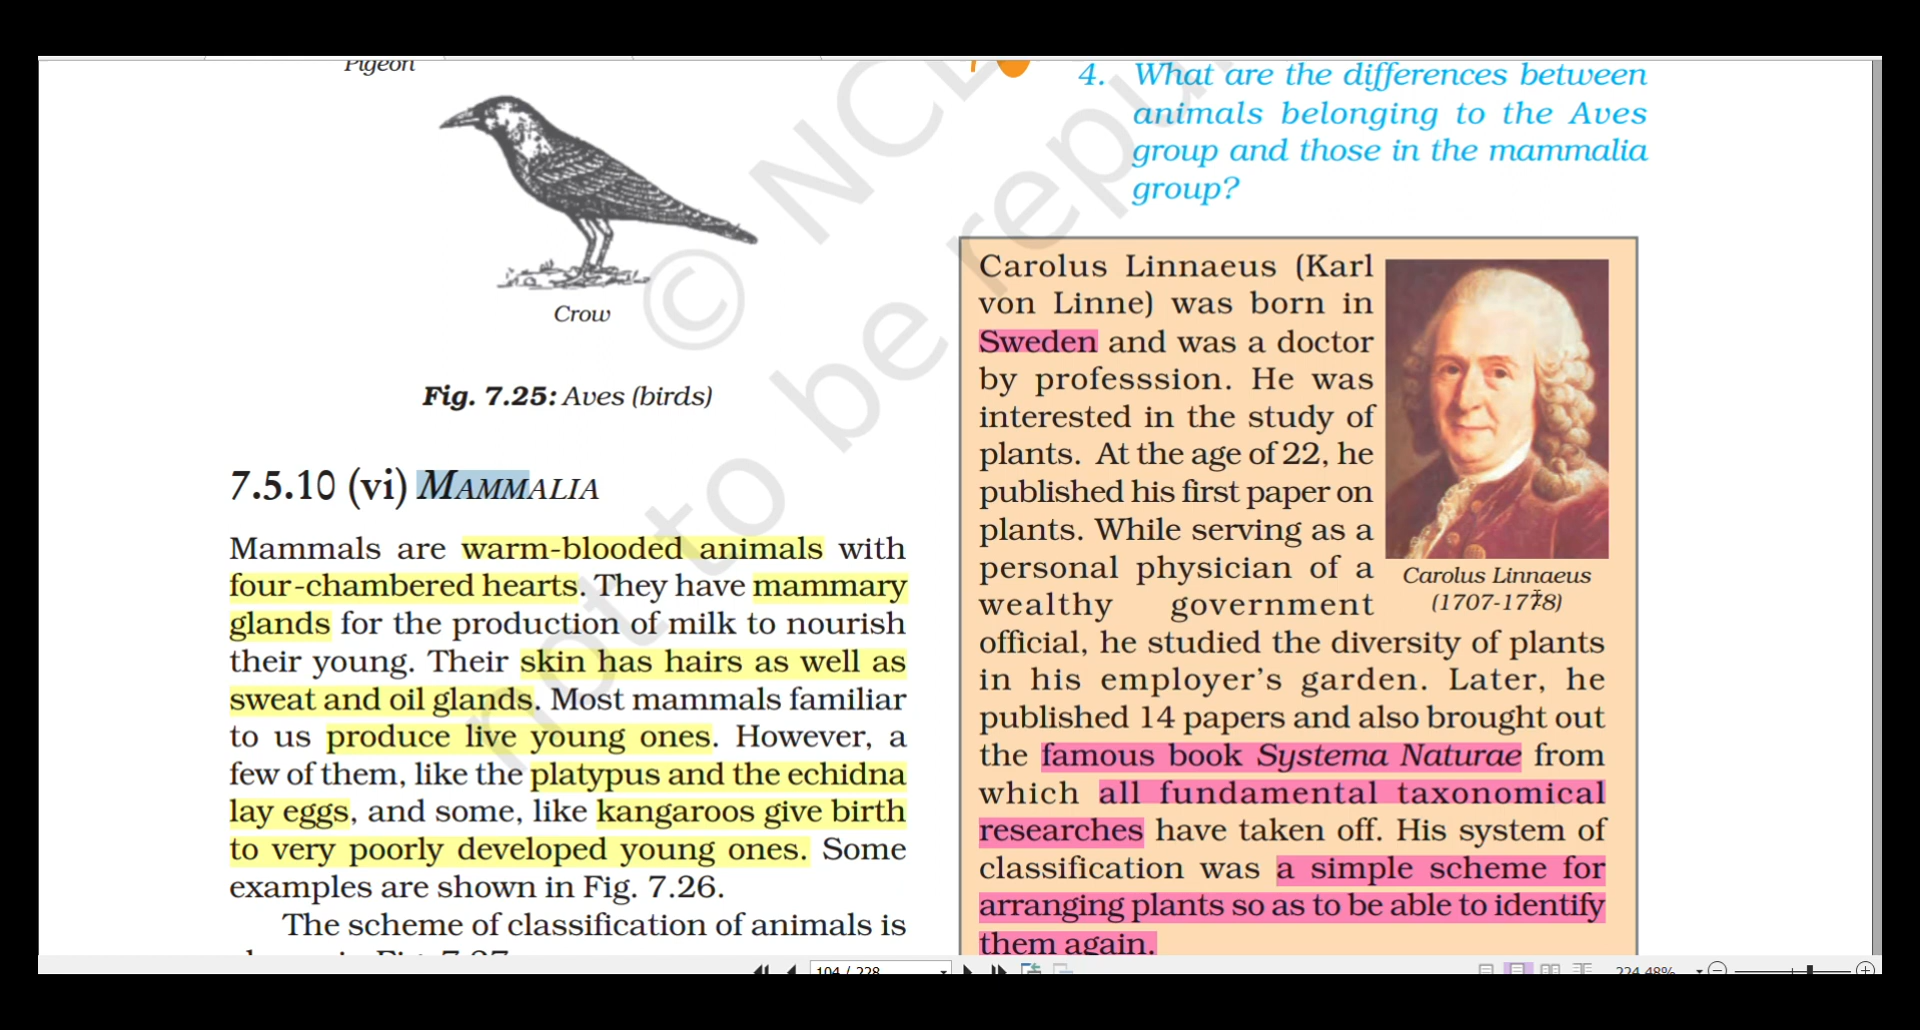 Pigeon
Crow
Fig. 7.25: Aves (birds)
7.5.10 (vi) MAMMALIA
Mammals are warm-blooded animals with
four-chambered hearts. They have mammary
glands for the production of milk to nourish
their young. Their skin has hairs as well as
sweat and oil glands. Most mammals familiar
to us produce live young ones. However, a
few of them, like the platypus and the echidna
lay eggs, and some, like kangaroos give birth
to very poorly developed young ones. Some
examples are shown in Fig. 7.26.
The scheme of classification of animals is
4. What are the differences between
animals belonging to the Aves
group and those in the mammalia
group?
Carolus Linnaeus (Karl
von Linne) was born in
Sweden and was a doctor
by professsion. He was
interested in the study of
plants. At the age of 22, he
published his first paper on
plants. While serving as a
personal physician of a
wealthy government
official, he studied the diversity of plants
in his employer's garden. Later, he
published 14 papers and also brought out
the famous book Systema Naturae from
which all fundamental taxonomical
researches have taken off. His system of
classification was a simple scheme for
arranging plants so as to be able to identify
them again.
Carolus Linnaeus
(1707-1778)
© NCE
not to be repu
104 / 228
224.48%